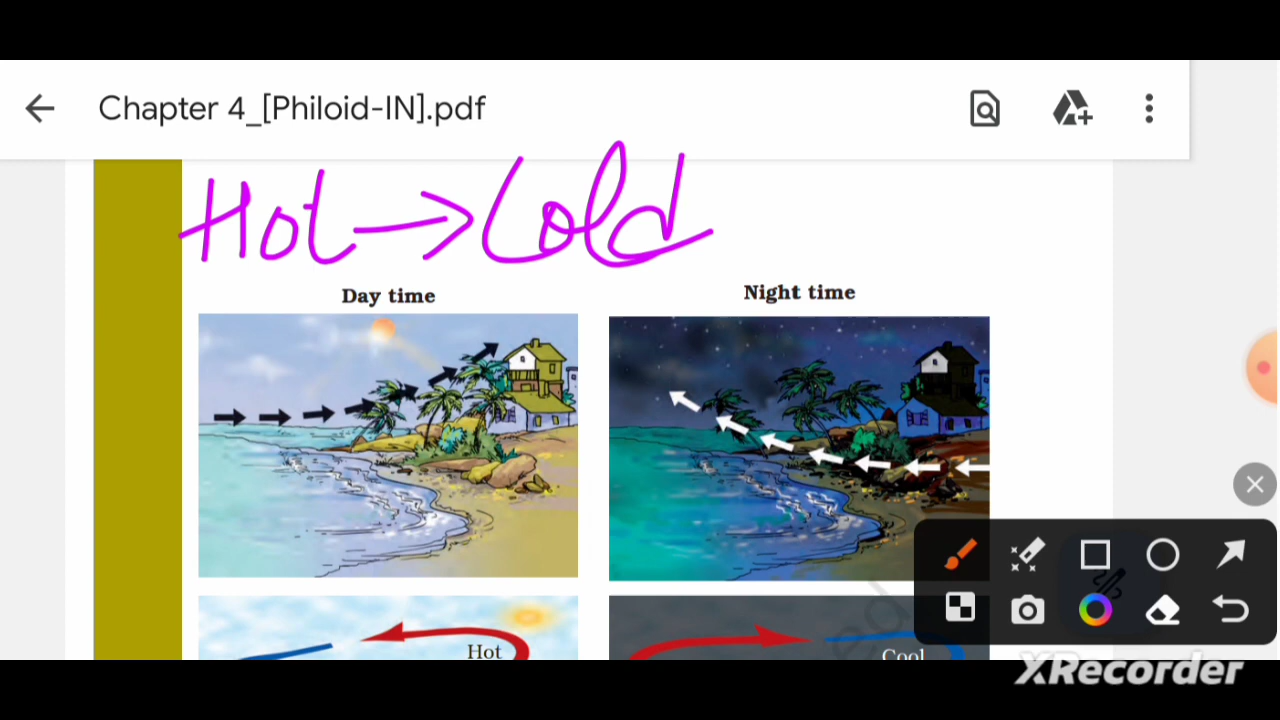 Chapter 4_[Philoid-IN].pdf
Hot → Cold
Day time
Night time
Hot
Cool
XRecorder